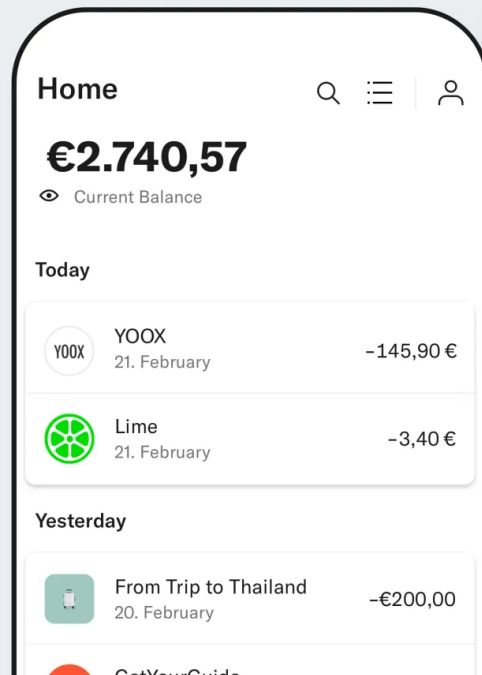 Home
€2.740,57
Current Balance
Today
YOOX
YOOX
-145,90 €
21. February
Lime
-3,40 €
21. February
Yesterday
From Trip to Thailand
-€200,00
20. February
GetYourGuide